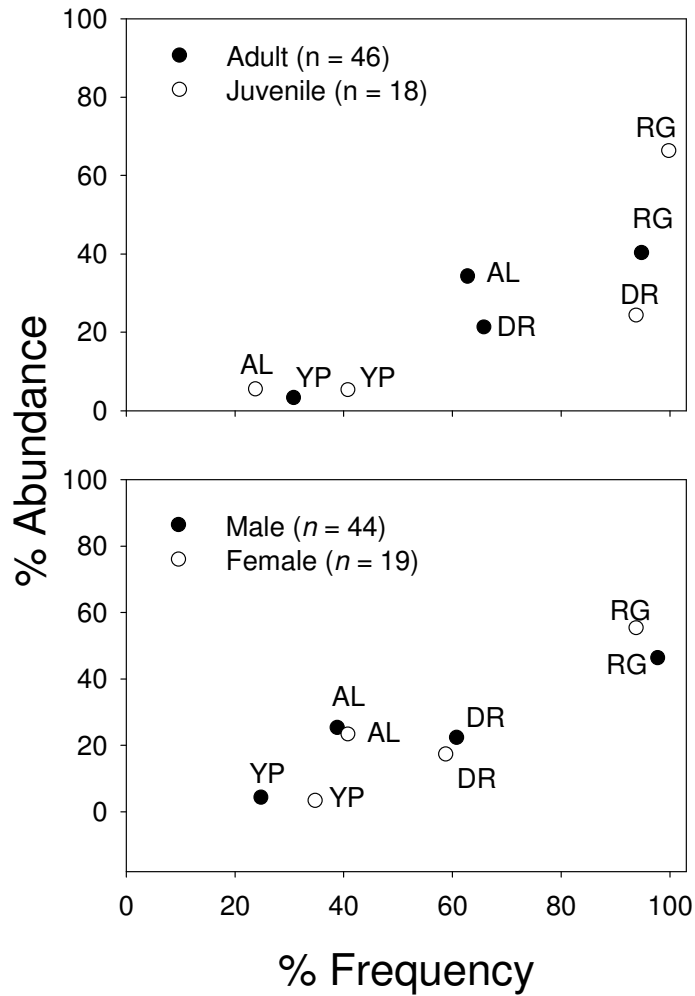 100
80
60
40
20
0
% Abundance
Adult (n = 46)
Juvenile (n = 18)
RG
RG
AL
DR
DR
AL
YP
YP
100
80
60
40
20
0
Male (n = 44)
Female (n = 19)
RG
RG
AL
AL
DR
DR
YP
YP
0 20 40 60 80 100
% Frequency